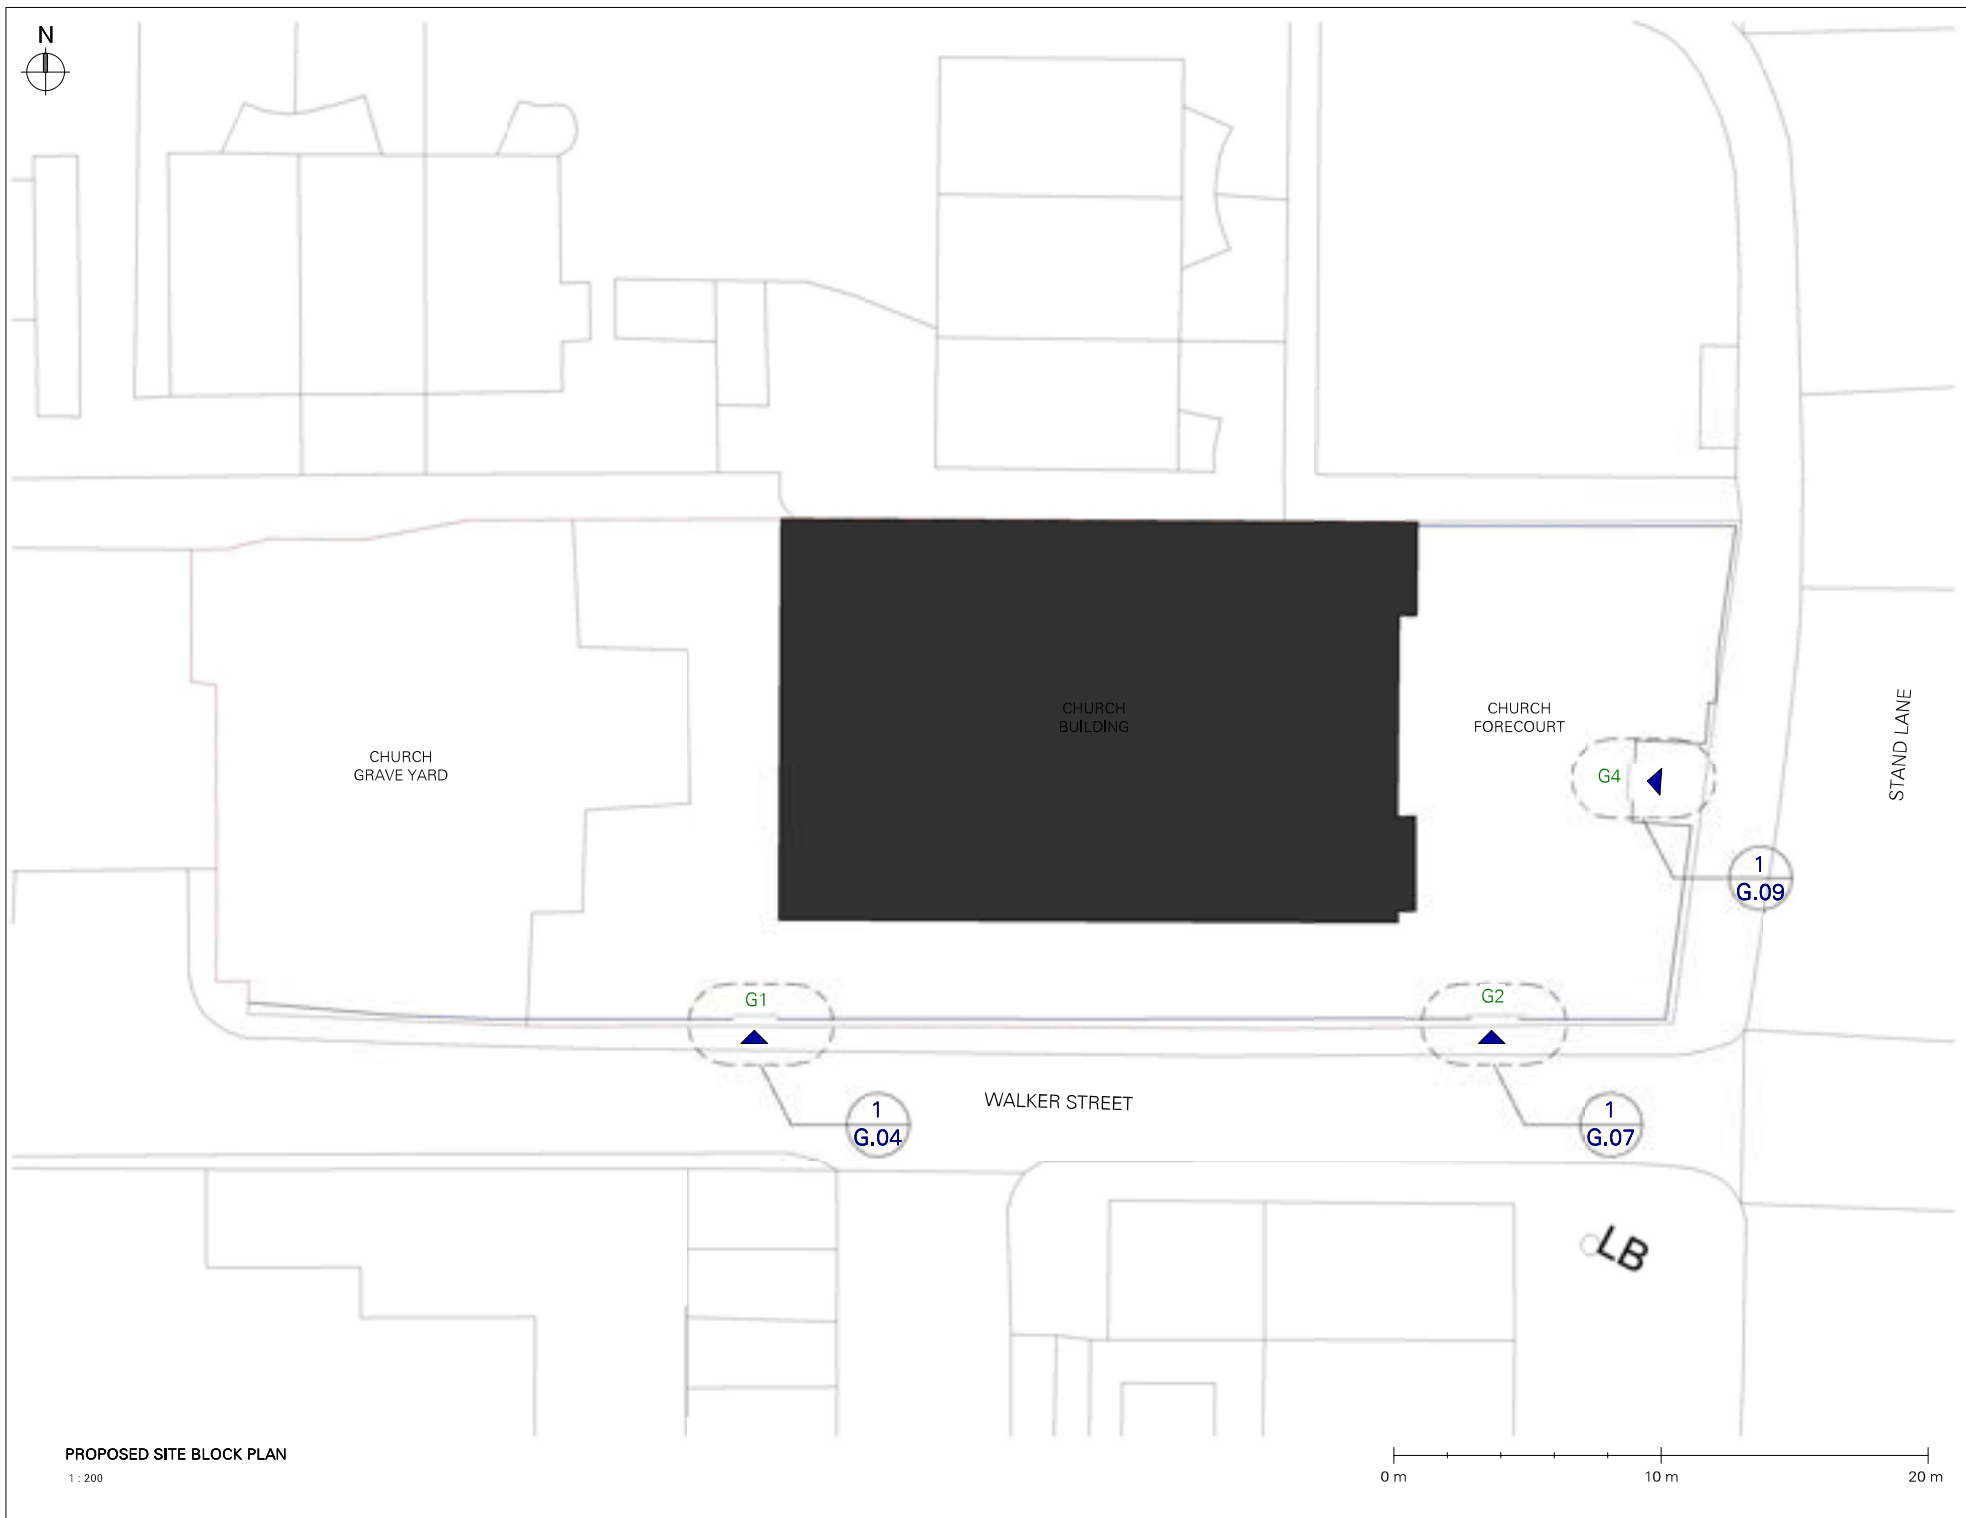 N
CHURCH
BUILDING
CHURCH
FORECOURT
STAND LANE
CHURCH
GRAVE YARD
G4
1
G.09
G1
G2
WALKER STREET
1
G.04
1
G.07
LB
PROPOSED SITE BLOCK PLAN
1 : 200
0 m
10 m
20 m